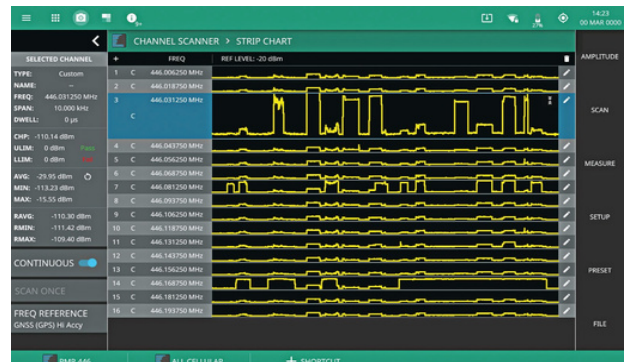 14:23
27%
00 MAR 0000
CHANNEL SCANNER > STRIP CHART
SELECTED CHANNEL
TYPE: Custom
NAME: --
FREQ: 446.031250 MHz
SPAN: 10.000 kHz
DWELL: 0 µs
CHP: -110.14 dBm
ULIM: 0 dBm Pass
LLIM: 0 dBm
AVG: -29.95 dBm
MIN: -113.23 dBm
MAX: -15.55 dBm
RAVG: -110.30 dBm
RMIN: -111.42 dBm
RMAX: -109.40 dBm
CONTINUOUS
SCAN ONCE
FREQ REFERENCE
GNSS (GPS) Hi Accy
+ FREQ REF LEVEL: -20 dBm
1 C 446.006250 MHz
2 C 446.018750 MHz
3 C 446.031250 MHz
4 C 446.043750 MHz
5 C 446.056250 MHz
6 C 446.068750 MHz
7 C 446.081250 MHz
8 C 446.093750 MHz
9 C 446.106250 MHz
10 C 446.118750 MHz
11 C 446.131250 MHz
12 C 446.143750 MHz
13 C 446.156250 MHz
14 C 446.168750 MHz
15 C 446.181250 MHz
16 C 446.193750 MHz
AMPLITUDE
SCAN
MEASURE
SETUP
PRESET
FILE
PMR 446
ALL CELLULAR
+ SHORTCUT